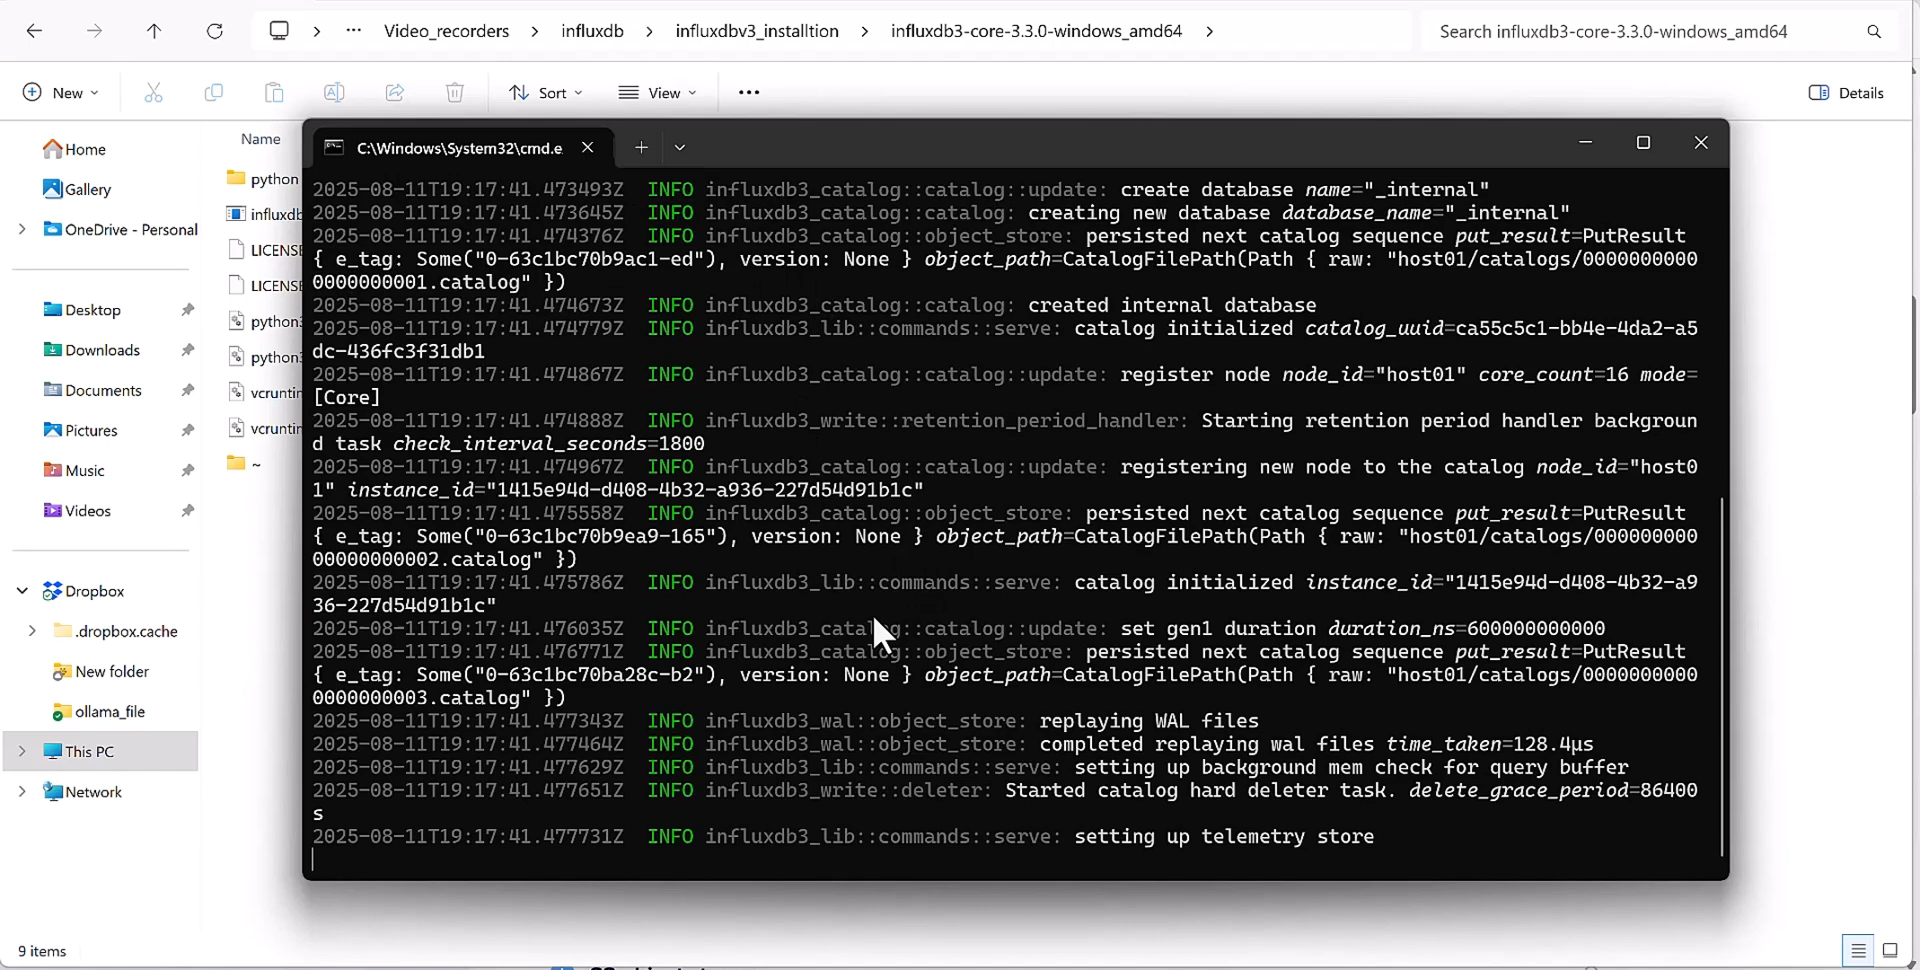 Video_recorders
influxdb
influxdbv3_installtion
influxdb3-core-3.3.0-windows_amd64
Search influxdb3-core-3.3.0-windows_amd64
New
Sort
View
Details
Home
Gallery
OneDrive - Personal
Desktop
Downloads
Documents
Pictures
Music
Videos
Dropbox
.dropbox.cache
New folder
ollama_file
This PC
Network
Name
python
influxdb
LICENSE
LICENSE
python3
python3
vcruntim
vcruntim
~
C:\Windows\System32\cmd.e
2025-08-11T19:17:41.473493Z  INFO influxdb3_catalog::catalog::update: create database name="_internal"
2025-08-11T19:17:41.473645Z  INFO influxdb3_catalog::catalog: creating new database database_name="_internal"
2025-08-11T19:17:41.474376Z  INFO influxdb3_catalog::object_store: persisted next catalog sequence put_result=PutResult
{ e_tag: Some("0-63c1bc70b9ac1-ed"), version: None } object_path=CatalogFilePath(Path { raw: "host01/catalogs/0000000000
0000000001.catalog" })
2025-08-11T19:17:41.474673Z  INFO influxdb3_catalog::catalog: created internal database
2025-08-11T19:17:41.474779Z  INFO influxdb3_lib::commands::serve: catalog initialized catalog_uuid=ca55c5c1-bb4e-4da2-a5
dc-436fc3f31db1
2025-08-11T19:17:41.474867Z  INFO influxdb3_catalog::catalog::update: register node node_id="host01" core_count=16 mode=
[Core]
2025-08-11T19:17:41.474888Z  INFO influxdb3_write::retention_period_handler: Starting retention period handler backgroun
d task check_interval_seconds=1800
2025-08-11T19:17:41.474967Z  INFO influxdb3_catalog::catalog::update: registering new node to the catalog node_id="host0
1" instance_id="1415e94d-d408-4b32-a936-227d54d91b1c"
2025-08-11T19:17:41.475558Z  INFO influxdb3_catalog::object_store: persisted next catalog sequence put_result=PutResult
{ e_tag: Some("0-63c1bc70b9ea9-165"), version: None } object_path=CatalogFilePath(Path { raw: "host01/catalogs/000000000
00000000002.catalog" })
2025-08-11T19:17:41.475786Z  INFO influxdb3_lib::commands::serve: catalog initialized instance_id="1415e94d-d408-4b32-a9
36-227d54d91b1c"
2025-08-11T19:17:41.476035Z  INFO influxdb3_catalog::catalog::update: set gen1 duration duration_ns=600000000000
2025-08-11T19:17:41.476771Z  INFO influxdb3_catalog::object_store: persisted next catalog sequence put_result=PutResult
{ e_tag: Some("0-63c1bc70ba28c-b2"), version: None } object_path=CatalogFilePath(Path { raw: "host01/catalogs/0000000000
0000000003.catalog" })
2025-08-11T19:17:41.477343Z  INFO influxdb3_wal::object_store: replaying WAL files
2025-08-11T19:17:41.477464Z  INFO influxdb3_wal::object_store: completed replaying wal files time_taken=128.4µs
2025-08-11T19:17:41.477629Z  INFO influxdb3_lib::commands::serve: setting up background mem check for query buffer
2025-08-11T19:17:41.477651Z  INFO influxdb3_write::deleter: Started catalog hard deleter task. delete_grace_period=86400
s
2025-08-11T19:17:41.477731Z  INFO influxdb3_lib::commands::serve: setting up telemetry store
9 items